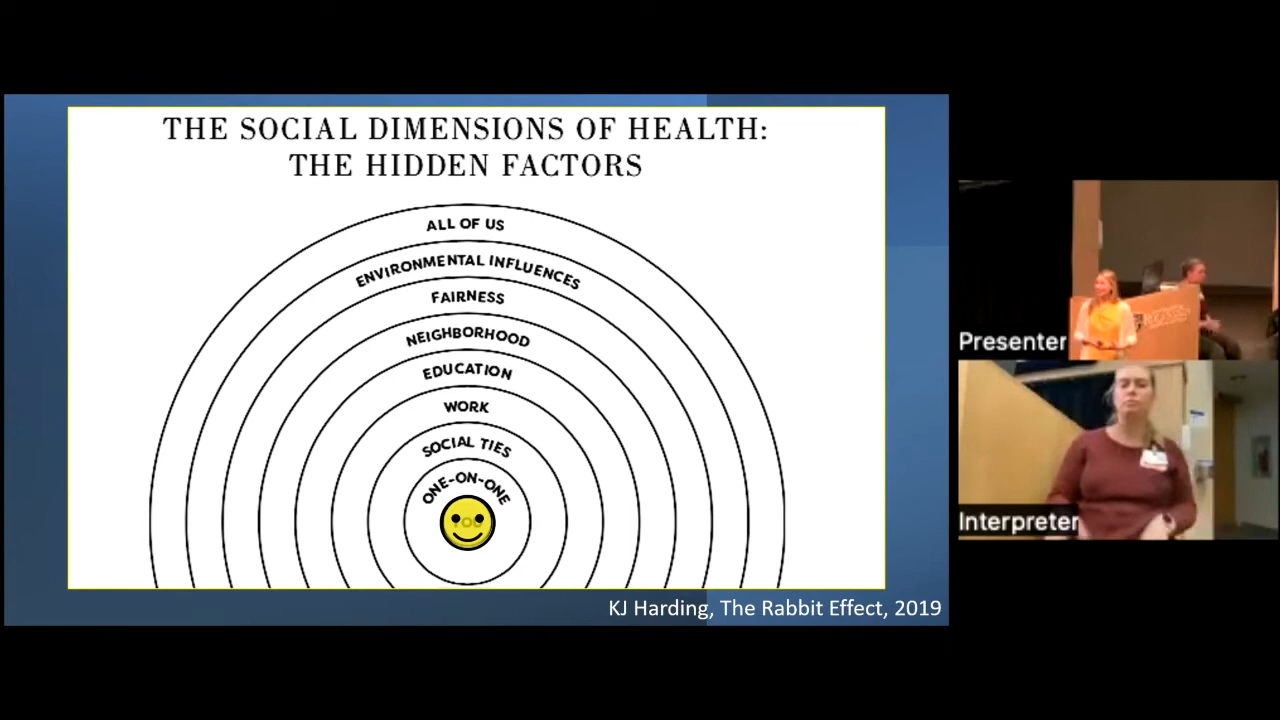 THE SOCIAL DIMENSIONS OF HEALTH:
THE HIDDEN FACTORS
ALL OF US
ENVIRONMENTAL INFLUENCES
FAIRNESS
NEIGHBORHOOD
EDUCATION
WORK
SOCIAL TIES
ONE-ON-ONE
YOU
KJ Harding, The Rabbit Effect, 2019
Presenter
Interpreter